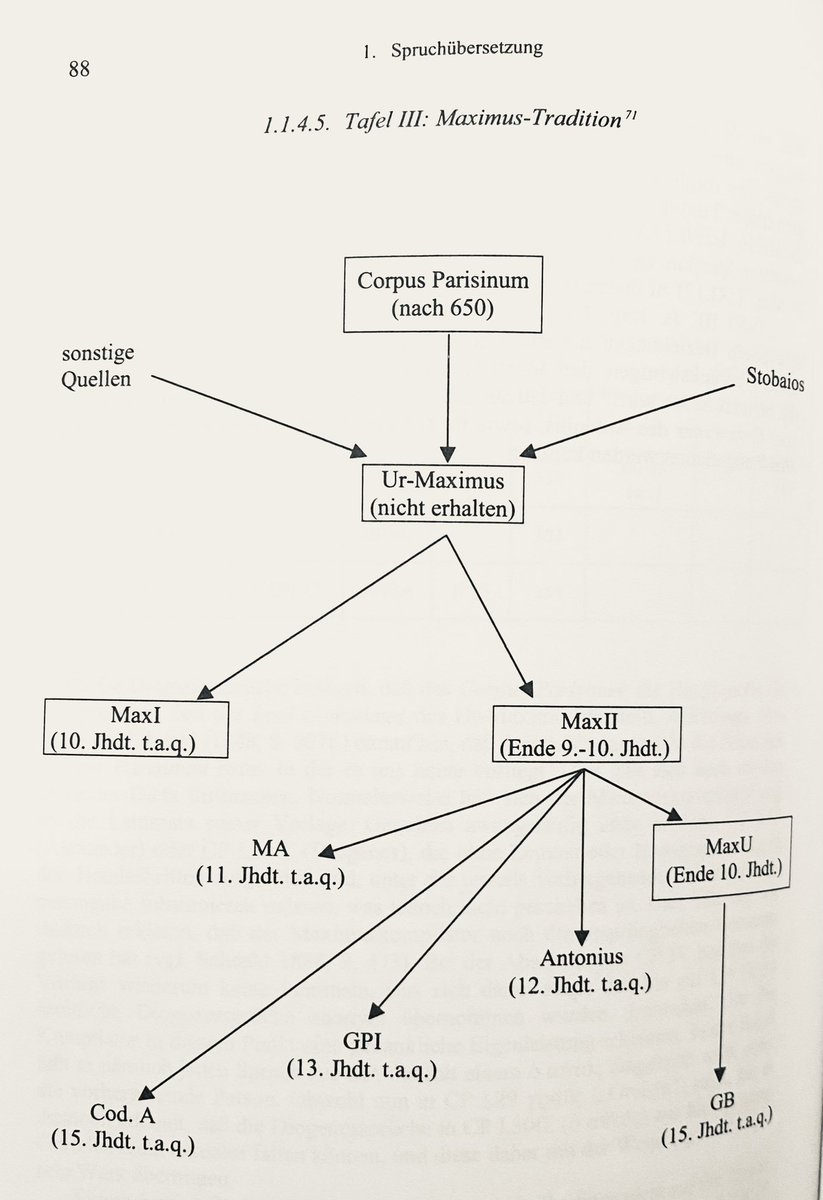 88
1. Spruchübersetzung
1.1.4.5. Tafel III: Maximus-Tradition71
Corpus Parisinum
(nach 650)
sonstige
Quellen
Stobaios
Ur-Maximus
(nicht erhalten)
MaxI
(10. Jhdt. t.a.q.)
MaxII
(Ende 9.-10. Jhdt.)
MA
(11. Jhdt. t.a.q.)
MaxU
(Ende 10. Jhdt.)
Antonius
(12. Jhdt. t.a.q.)
GPI
(13. Jhdt. t.a.q.)
Cod. A
(15. Jhdt. t.a.q.)
GB
(15. Jhdt. t.a.q.)